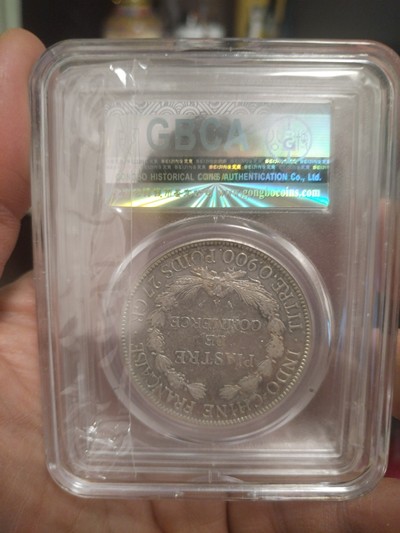 GBCA
HISTORICAL COINS AUTHENTICATION Co., Ltd.
www.gongbocoins.com
INDO-CHINE FRANÇAISE
PIASTRE
DE
COMMERCE
TITRE 0.900 POIDS 27